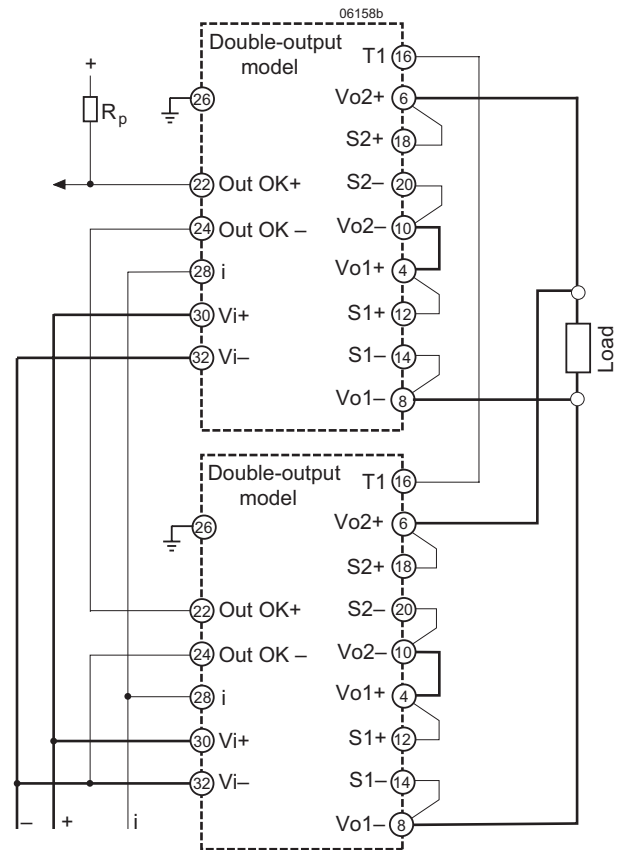 06158b
Double-output
model
T1 16
+
26
Vo2+ 6
Rp
S2+ 18
22 Out OK+
S2– 20
24 Out OK –
Vo2– 10
28 i
Vo1+ 4
30 Vi+
S1+ 12
32 Vi–
S1– 14
Load
Vo1– 8
Double-output
model
T1 16
26
Vo2+ 6
S2+ 18
22 Out OK+
S2– 20
24 Out OK –
Vo2– 10
28 i
Vo1+ 4
30 Vi+
S1+ 12
32 Vi–
S1– 14
– + i
Vo1– 8